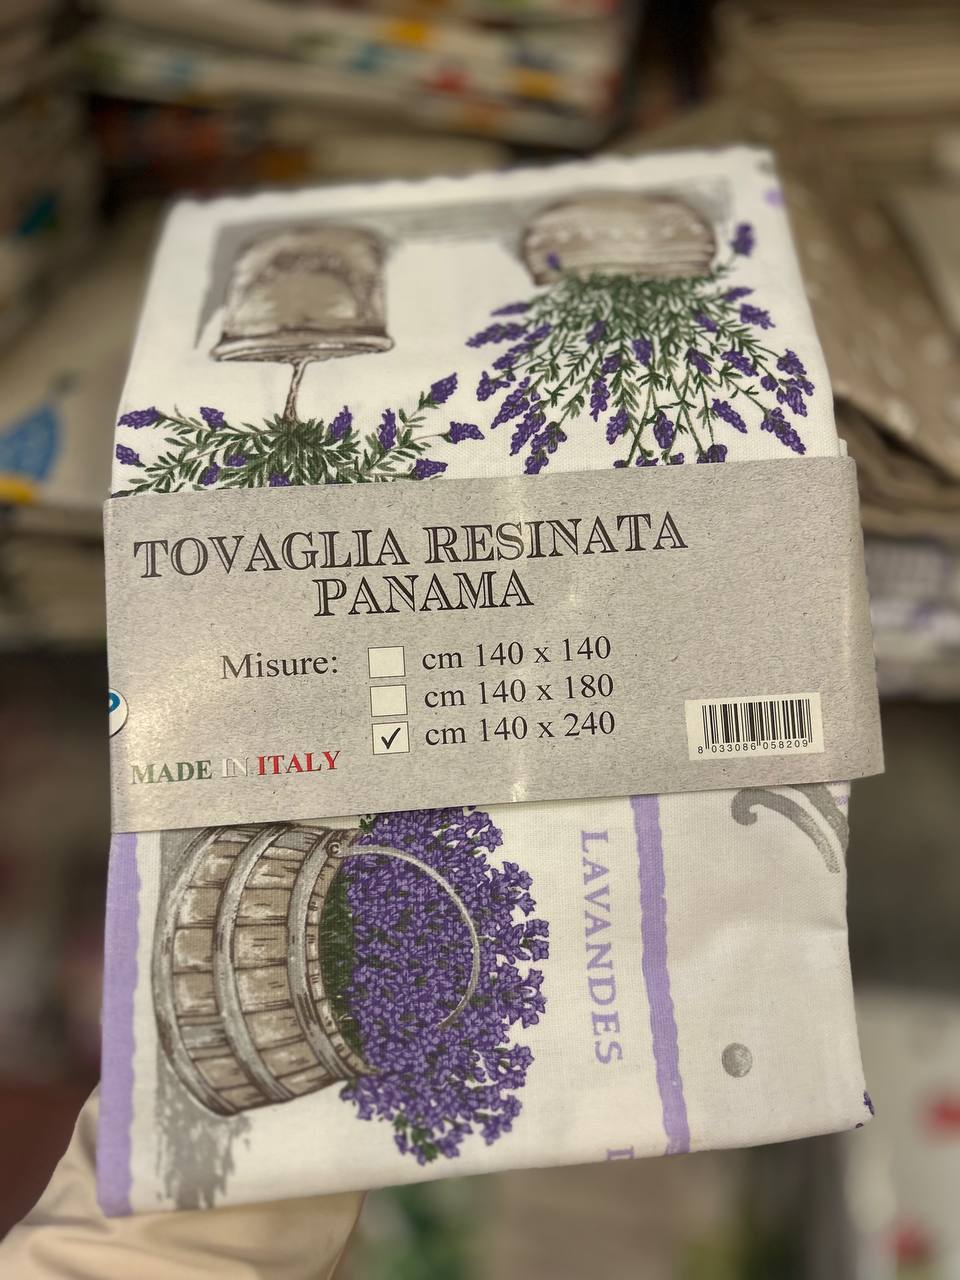 TOVAGLIA RESINATA
PANAMA
Misure:
cm 140 x 140
cm 140 x 180
cm 140 x 240
MADE IN ITALY
8 033086 058209
LAVANDES